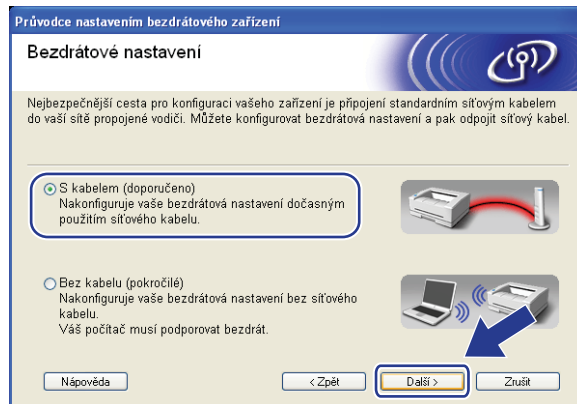 Průvodce nastavením bezdrátového zařízení
Bezdrátové nastavení
Nejbezpečnější cesta pro konfiguraci vašeho zařízení je připojení standardním síťovým kabelem
do vaší sítě propojené vodiči. Můžete konfigurovat bezdrátová nastavení a pak odpojit síťový kabel.
S kabelem (doporučeno)
Nakonfiguruje vaše bezdrátová nastavení dočasným
použitím síťového kabelu.
Bez kabelu (pokročilé)
Nakonfiguruje vaše bezdrátová nastavení bez síťového
kabelu.
Váš počítač musí podporovat bezdrát.
Nápověda
< Zpět
Další >
Zrušit